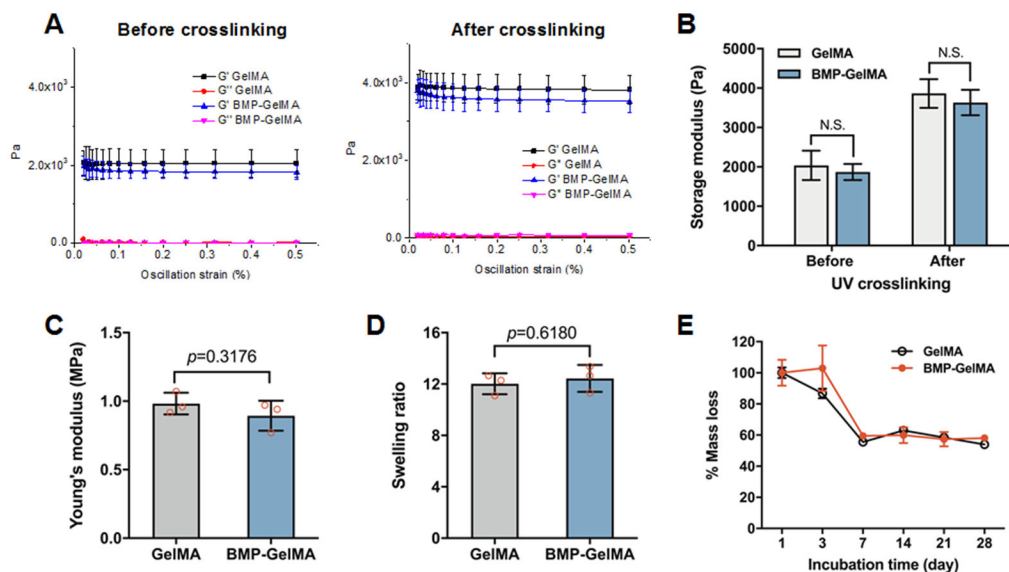 A
Before crosslinking
G' GelMA
G'' GelMA
G' BMP-GelMA
G'' BMP-GelMA
4.0x10³
2.0x10³
0.0
Pa
0.0 0.1 0.2 0.3 0.4 0.5
Oscillation strain (%)
After crosslinking
G' GelMA
G" GelMA
G' BMP-GelMA
G" BMP-GelMA
4.0x10³
2.0x10³
0.0
Pa
0.0 0.1 0.2 0.3 0.4 0.5
Oscillation strain (%)
B
GelMA
BMP-GelMA
N.S.
N.S.
5000
4000
3000
2000
1000
0
Storage modulus (Pa)
Before After
UV crosslinking
C
p=0.3176
1.5
1.0
0.5
0.0
Young's modulus (MPa)
GelMA BMP-GelMA
D
p=0.6180
16
12
8
4
0
Swelling ratio
GelMA BMP-GelMA
E
GelMA
BMP-GelMA
120
100
80
60
40
20
0
% Mass loss
1 3 7 14 21 28
Incubation time (day)